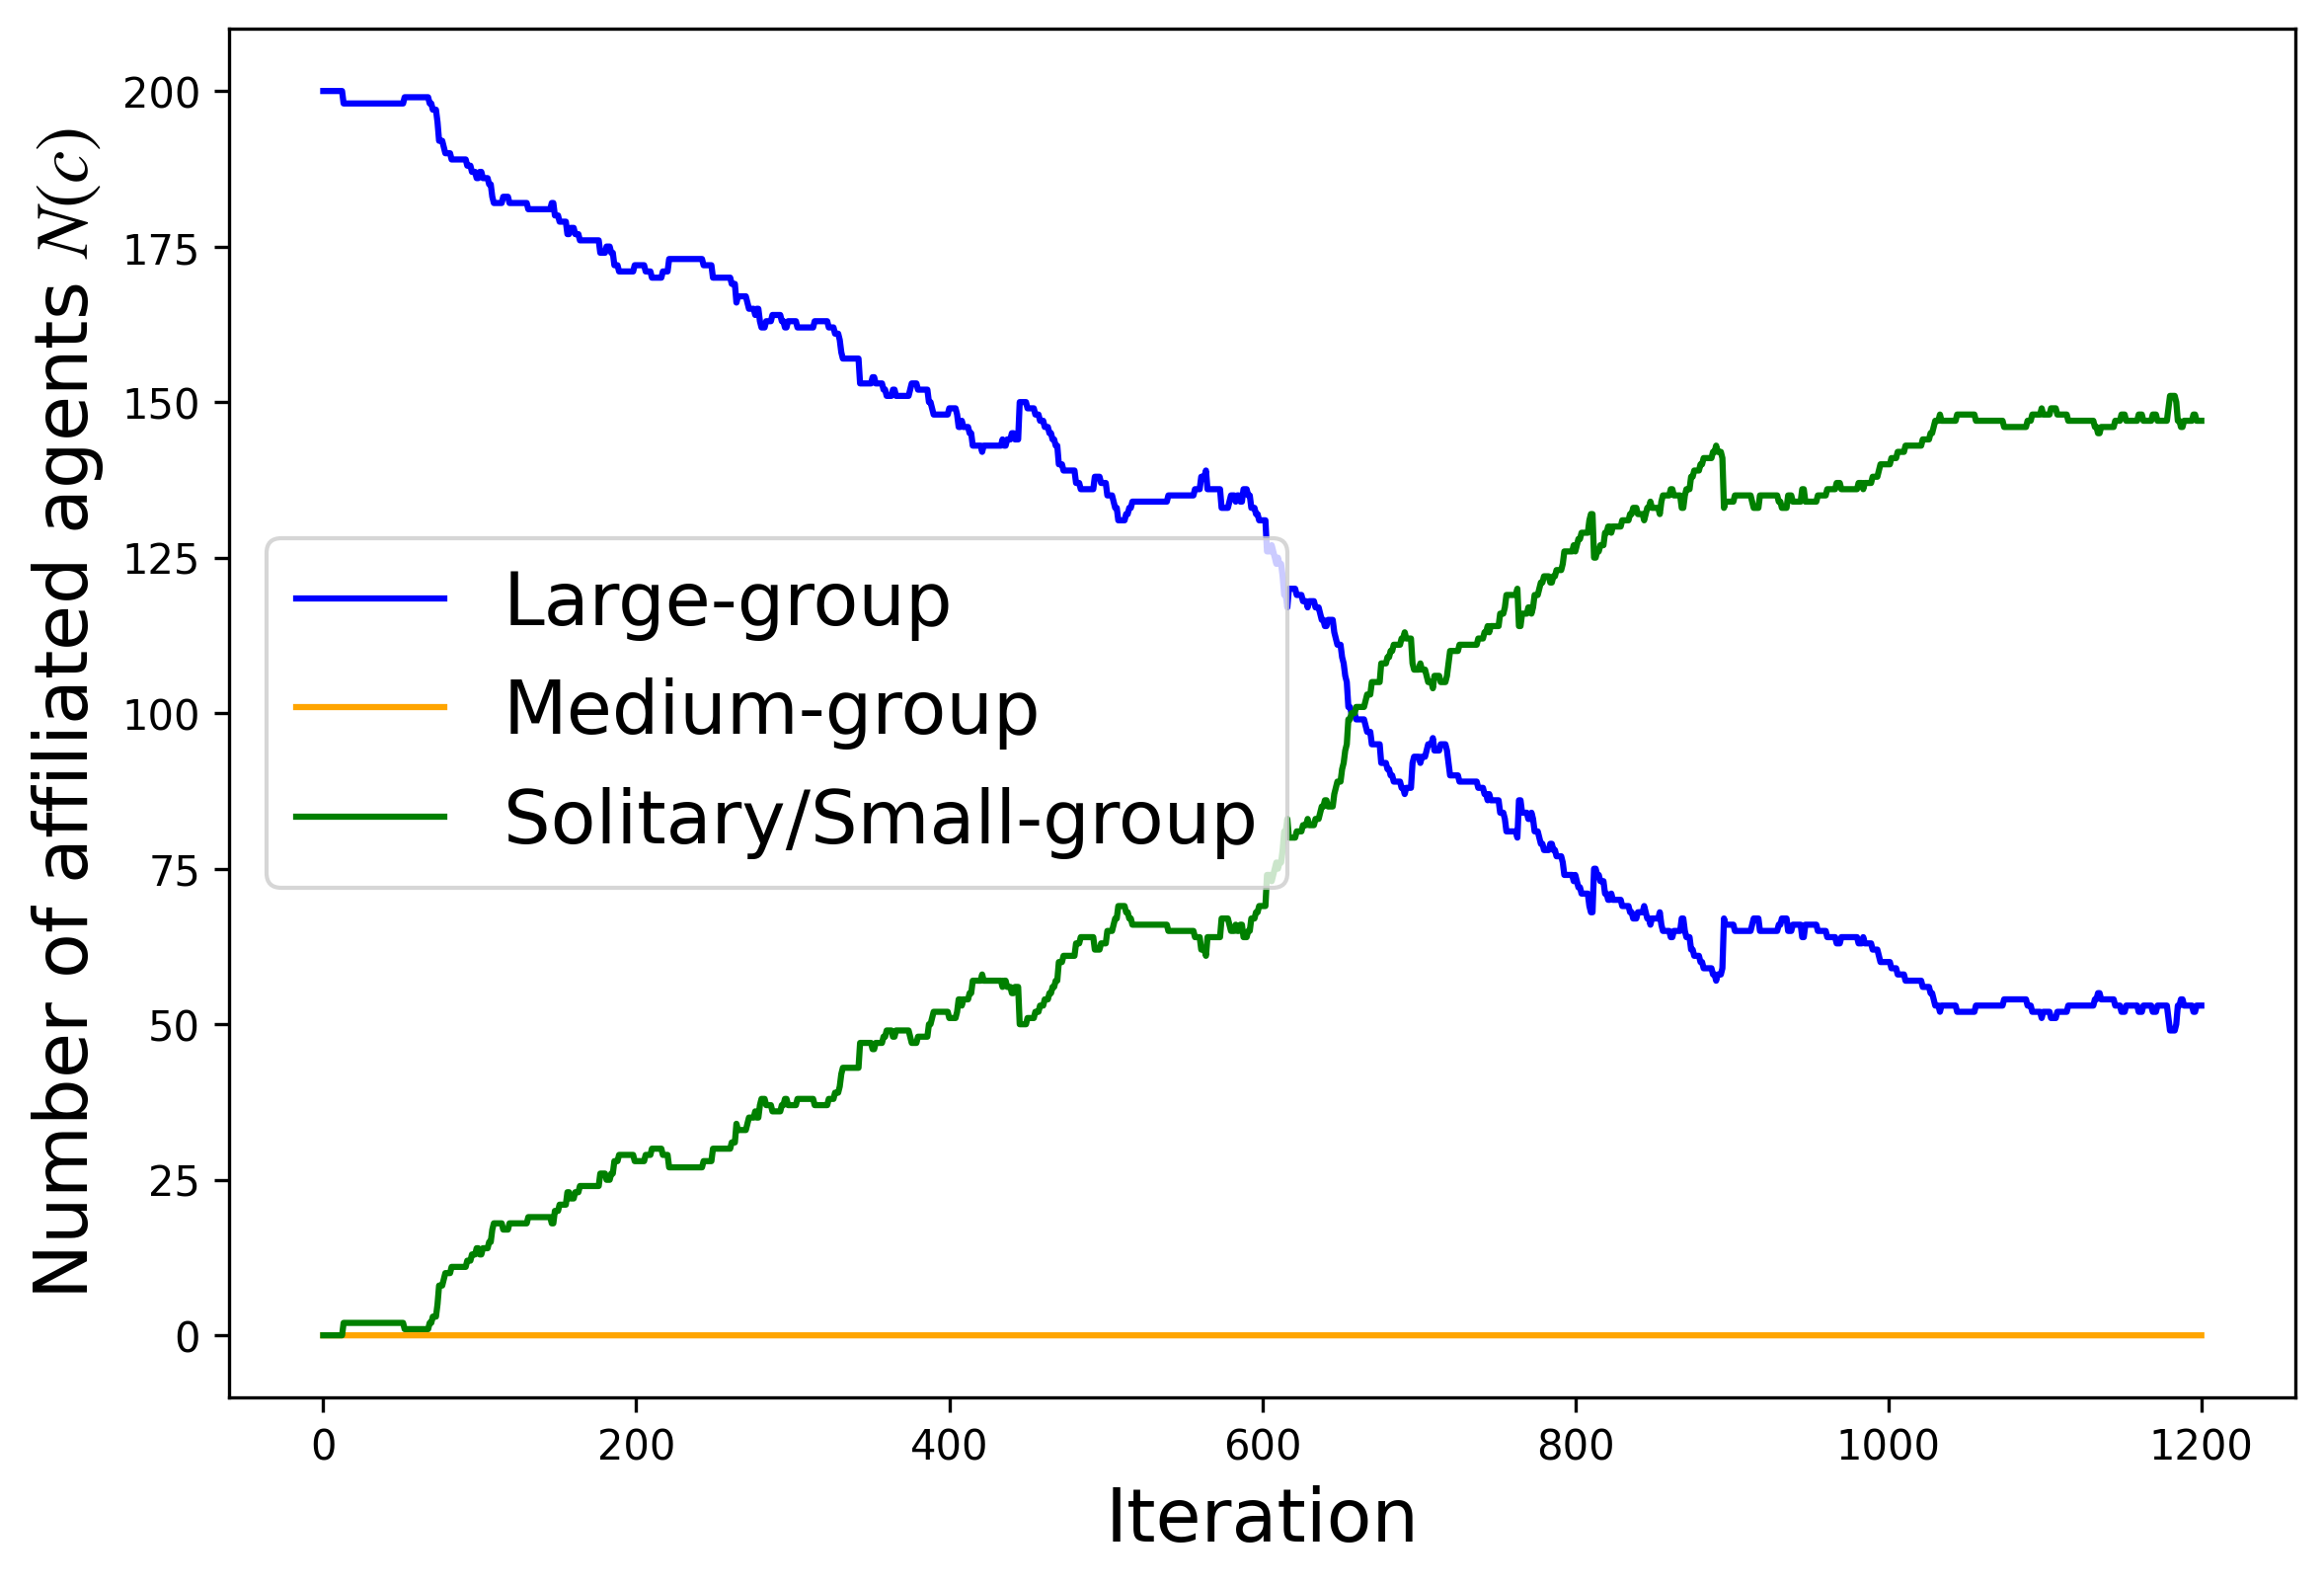 Number of affiliated agents N(c)
200
175
150
125
100
75
50
25
0
Large-group
Medium-group
Solitary/Small-group
0 200 400 600 800 1000 1200
Iteration